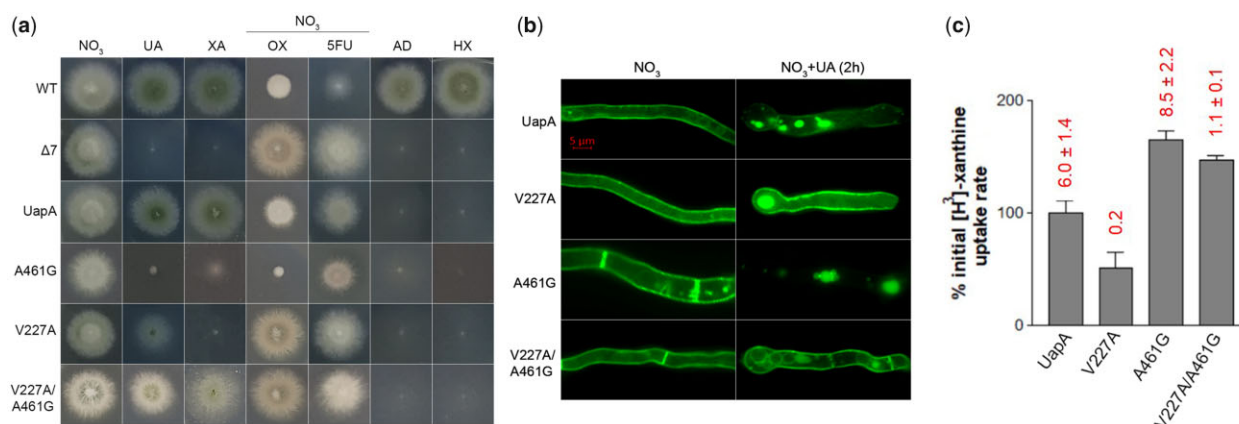 (a)
NO3
NO3 UA XA OX 5FU AD HX
WT
Δ7
UapA
A461G
V227A
V227A/
A461G
(b)
NO3 NO3+UA (2h)
UapA
5 μm
V227A
A461G
V227A/
A461G
(c)
% initial [H3]-xanthine
uptake rate
200
100
0
6.0 ± 1.4
0.2
8.5 ± 2.2
1.1 ± 0.1
UapA
V227A
A461G
V227A/A461G